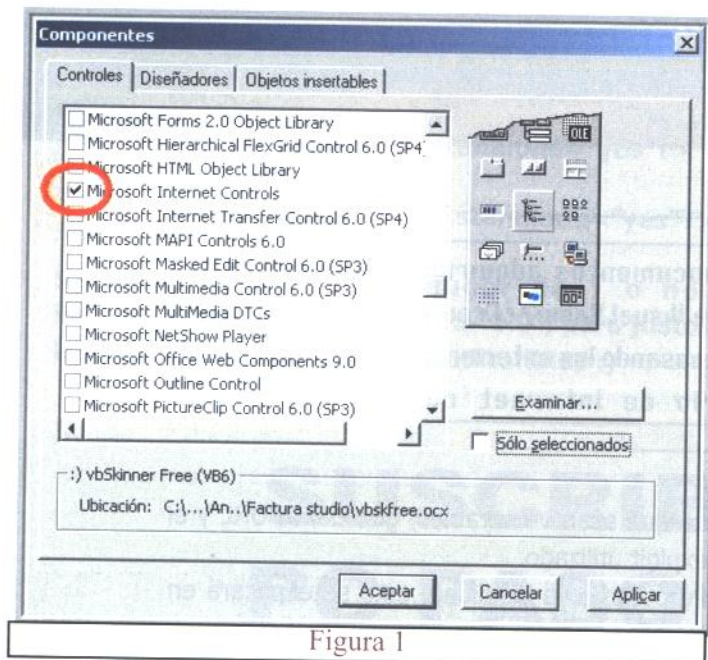 Componentes
Controles Diseñadores Objetos insertables
Microsoft Forms 2.0 Object Library
Microsoft Hierarchical FlexGrid Control 6.0 (SP4
Microsoft HTML Object Library
Microsoft Internet Controls
Microsoft Internet Transfer Control 6.0 (SP4)
Microsoft MAPI Controls 6.0
Microsoft Masked Edit Control 6.0 (SP3)
Microsoft Multimedia Control 6.0 (SP3)
Microsoft MultiMedia DTCs
Microsoft NetShow Player
Microsoft Office Web Components 9.0
Microsoft Outline Control
Microsoft PictureClip Control 6.0 (SP3)
OLE
Examinar...
Sólo seleccionados
:) vbSkinner Free (VB6)
Ubicación: C:\...\An..\Factura studio\vbskfree.ocx
Aceptar Cancelar Aplicar
Figura 1